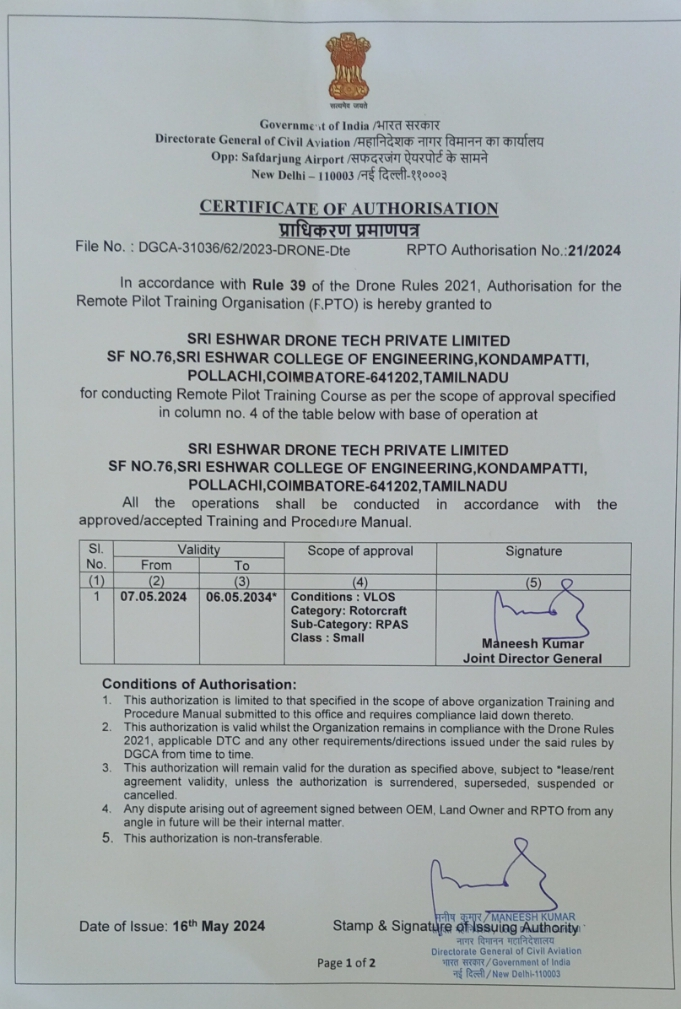 सत्यमेव जयते
Government of India /भारत सरकार
Directorate General of Civil Aviation /महानिदेशक नागर विमानन का कार्यालय
Opp: Safdarjung Airport /सफदरजंग ऐयरपोर्ट के सामने
New Delhi – 110003 /नई दिल्ली-११०००३
CERTIFICATE OF AUTHORISATION
प्राधिकरण प्रमाणपत्र
File No. : DGCA-31036/62/2023-DRONE-Dte RPTO Authorisation No.:21/2024
In accordance with Rule 39 of the Drone Rules 2021, Authorisation for the
Remote Pilot Training Organisation (RPTO) is hereby granted to
SRI ESHWAR DRONE TECH PRIVATE LIMITED
SF NO.76,SRI ESHWAR COLLEGE OF ENGINEERING,KONDAMPATTI,
POLLACHI,COIMBATORE-641202,TAMILNADU
for conducting Remote Pilot Training Course as per the scope of approval specified
in column no. 4 of the table below with base of operation at
SRI ESHWAR DRONE TECH PRIVATE LIMITED
SF NO.76,SRI ESHWAR COLLEGE OF ENGINEERING,KONDAMPATTI,
POLLACHI,COIMBATORE-641202,TAMILNADU
All the operations shall be conducted in accordance with the
approved/accepted Training and Procedure Manual.
Sl. No. Validity Scope of approval Signature
From To
(1) (2) (3) (4) (5)
1 07.05.2024 06.05.2034* Conditions : VLOS
Category: Rotorcraft
Sub-Category: RPAS
Class : Small
Maneesh Kumar
Joint Director General
Conditions of Authorisation:
1. This authorization is limited to that specified in the scope of above organization Training and
Procedure Manual submitted to this office and requires compliance laid down thereto.
2. This authorization is valid whilst the Organization remains in compliance with the Drone Rules
2021, applicable DTC and any other requirements/directions issued under the said rules by
DGCA from time to time.
3. This authorization will remain valid for the duration as specified above, subject to *lease/rent
agreement validity, unless the authorization is surrendered, superseded, suspended or
cancelled.
4. Any dispute arising out of agreement signed between OEM, Land Owner and RPTO from any
angle in future will be their internal matter.
5. This authorization is non-transferable.
मनीष कुमार / MANEESH KUMAR
Date of Issue: 16th May 2024 Stamp & Signature of Issuing Authority
नागर विमानन महानिदेशालय
Directorate General of Civil Aviation
भारत सरकार / Government of India
नई दिल्ली / New Delhi-110003
Page 1 of 2